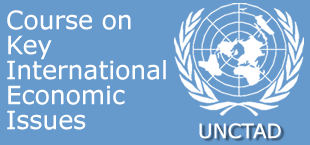 Course on
Key
International
Economic
Issues
UNCTAD